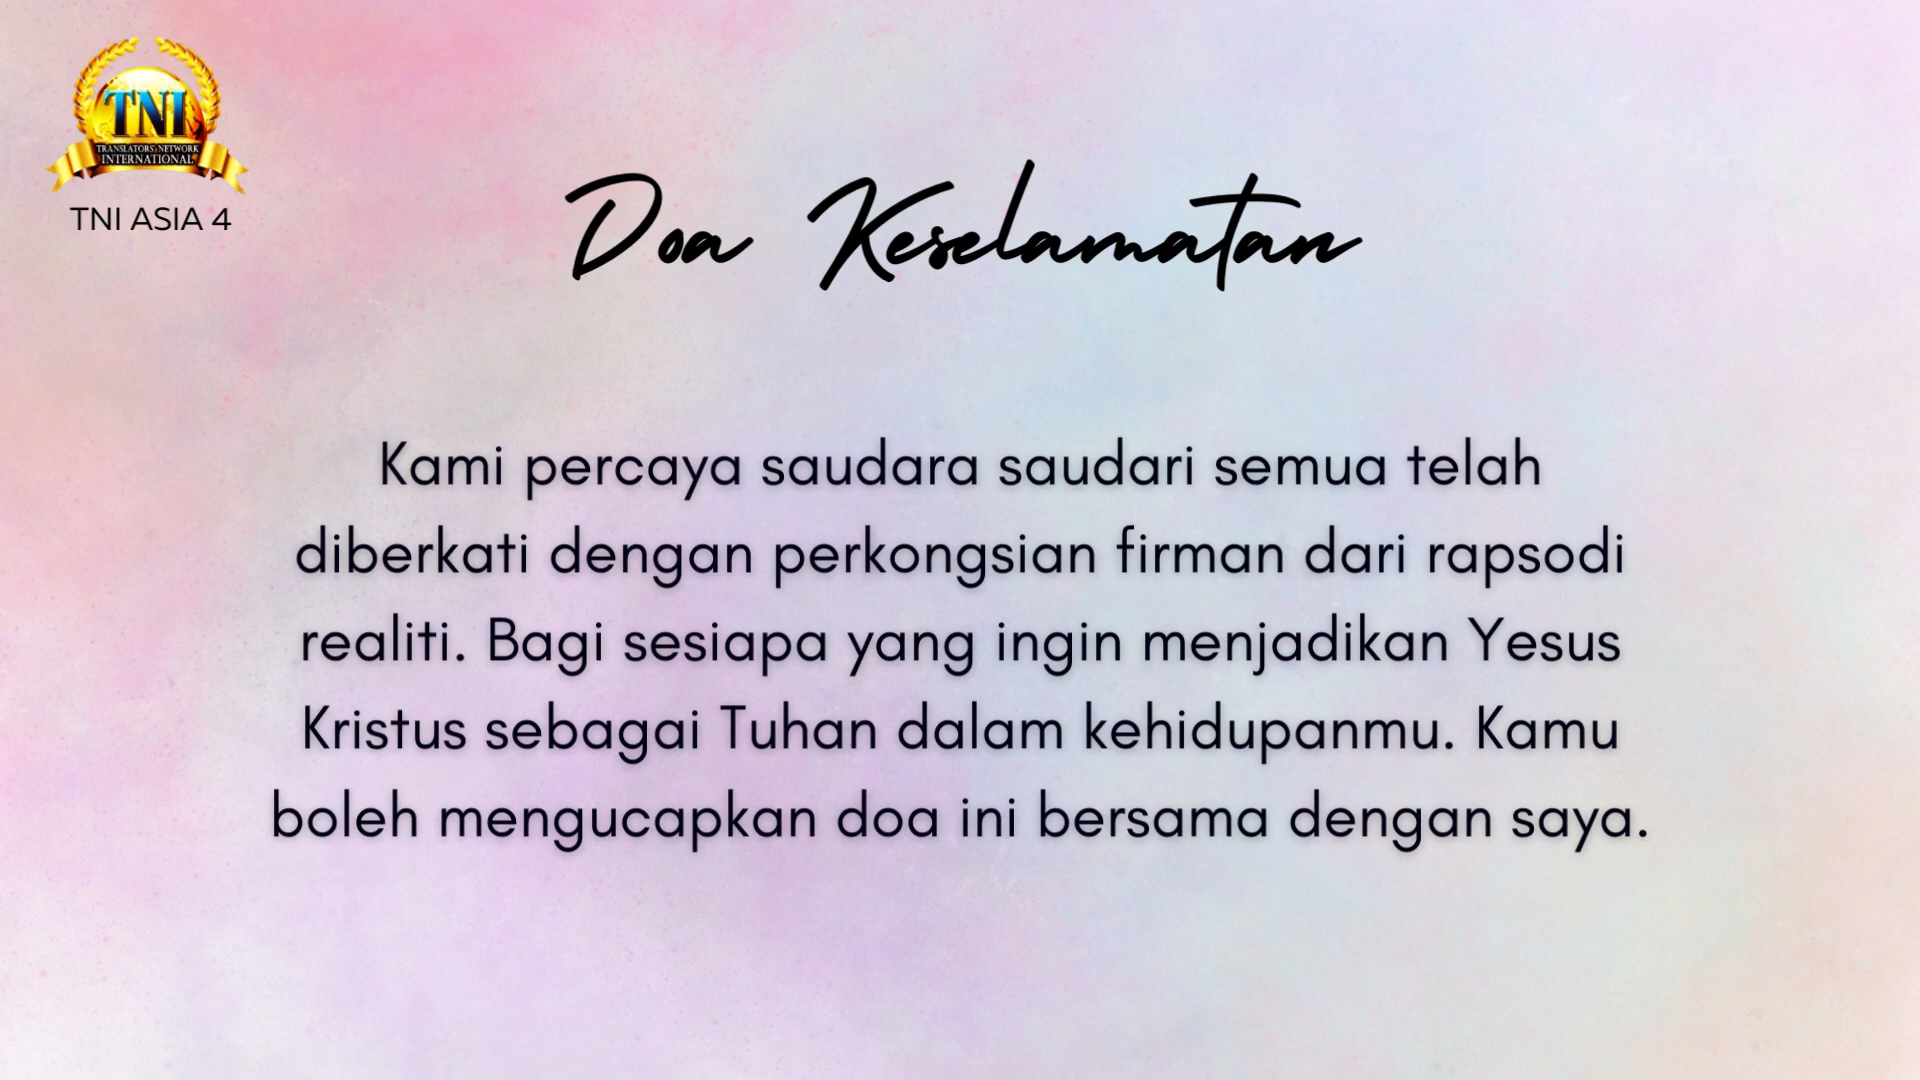 TNI
TRANSLATORS NETWORK
INTERNATIONAL
TNI ASIA 4
Doa Keselamatan
Kami percaya saudara saudari semua telah
diberkati dengan perkongsian firman dari rapsodi
realiti. Bagi sesiapa yang ingin menjadikan Yesus
Kristus sebagai Tuhan dalam kehidupanmu. Kamu
boleh mengucapkan doa ini bersama dengan saya.